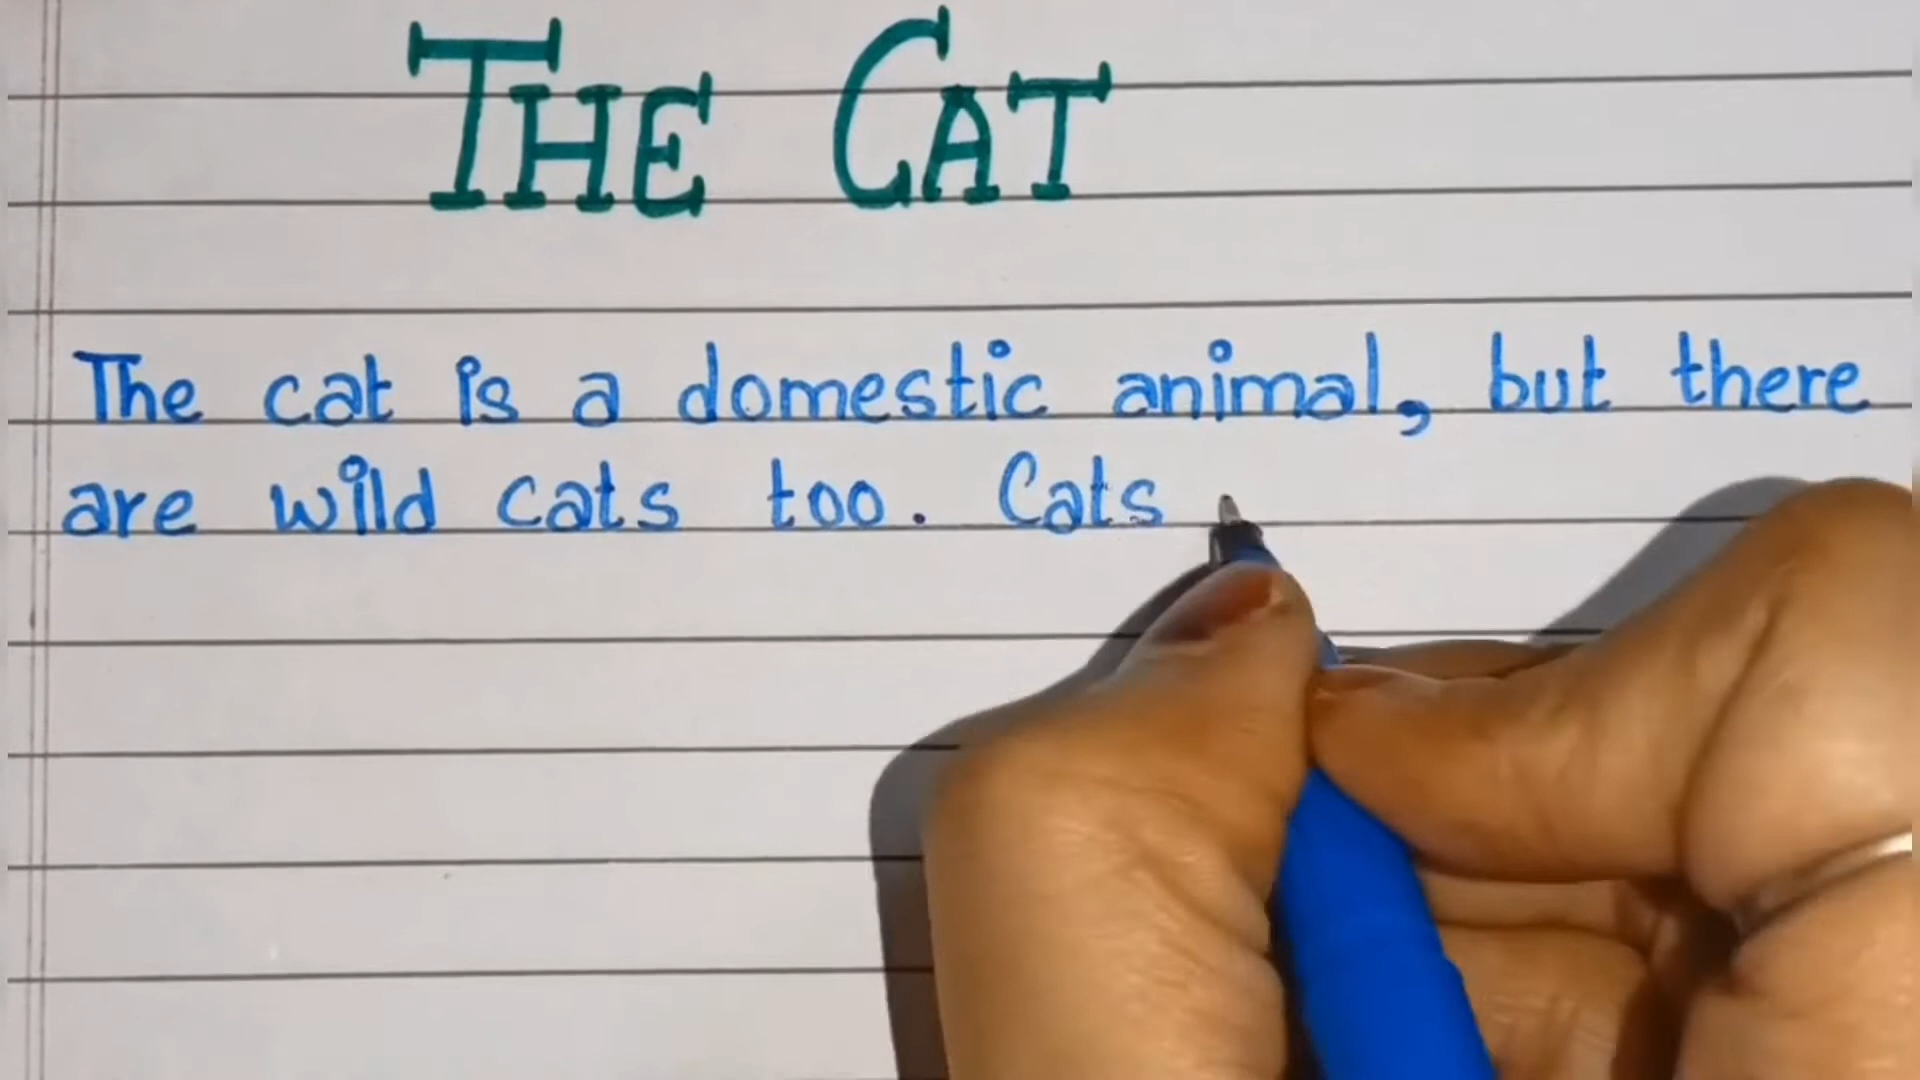 THE CAT
The cat is a domestic animal, but there
are wild cats too. Cats